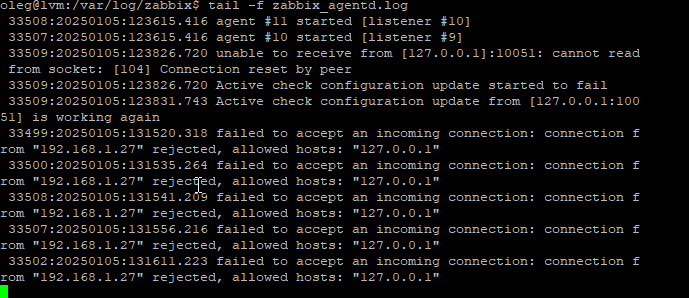 oleg@lvm:/var/log/zabbix$ tail -f zabbix_agentd.log
 33508:20250105:123615.416 agent #11 started [listener #10]
 33507:20250105:123615.416 agent #10 started [listener #9]
 33509:20250105:123826.720 unable to receive from [127.0.0.1]:10051: cannot read
 from socket: [104] Connection reset by peer
 33509:20250105:123826.720 Active check configuration update started to fail
 33509:20250105:123831.743 Active check configuration update from [127.0.0.1:100
51] is working again
 33499:20250105:131520.318 failed to accept an incoming connection: connection f
rom "192.168.1.27" rejected, allowed hosts: "127.0.0.1"
 33500:20250105:131535.264 failed to accept an incoming connection: connection f
rom "192.168.1.27" rejected, allowed hosts: "127.0.0.1"
 33508:20250105:131541.209 failed to accept an incoming connection: connection f
rom "192.168.1.27" rejected, allowed hosts: "127.0.0.1"
 33507:20250105:131556.216 failed to accept an incoming connection: connection f
rom "192.168.1.27" rejected, allowed hosts: "127.0.0.1"
 33502:20250105:131611.223 failed to accept an incoming connection: connection f
rom "192.168.1.27" rejected, allowed hosts: "127.0.0.1"